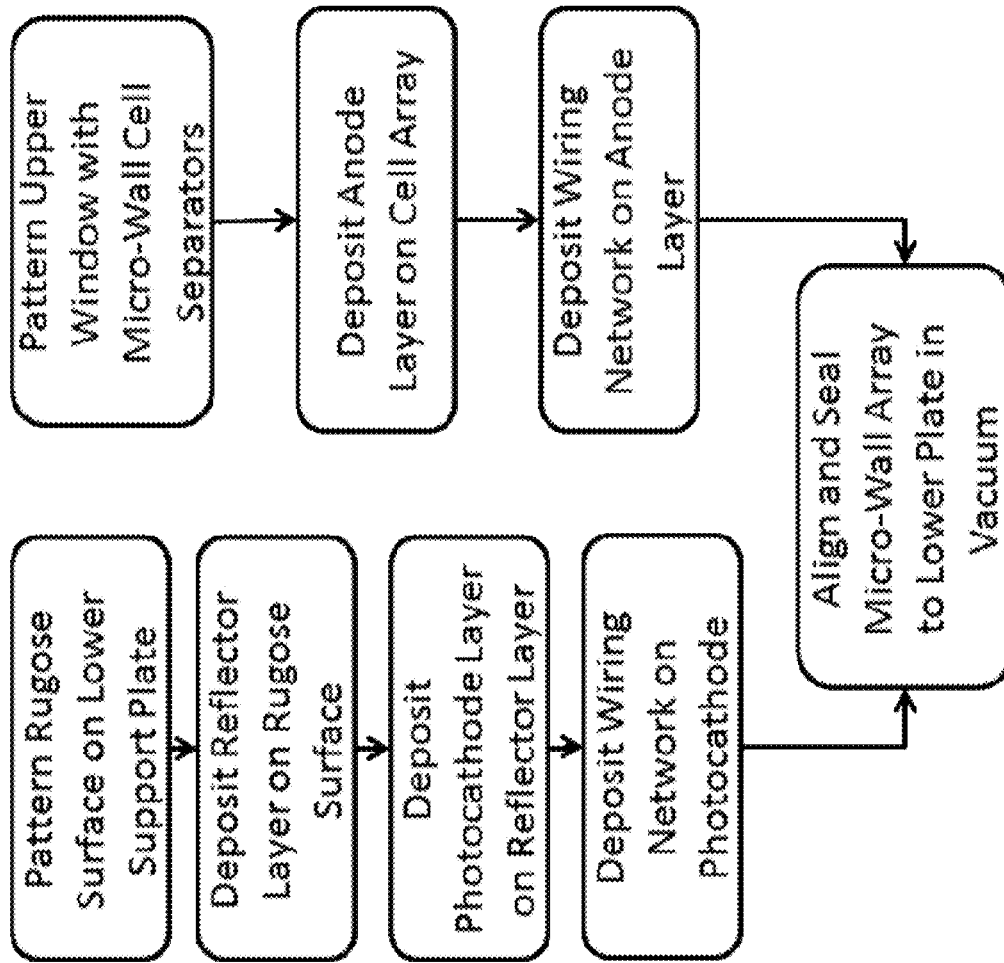 Pattern Rugose
Surface on Lower
Support Plate
Deposit Reflector
Layer on Rugose
Surface
Deposit
Photocathode Layer
on Reflector Layer
Deposit Wiring
Network on
Photocathode
Pattern Upper
Window with
Micro-Wall Cell
Separators
Deposit Anode
Layer on Cell Array
Deposit Wiring
Network on Anode
Layer
Align and Seal
Micro-Wall Array
to Lower Plate in
Vacuum